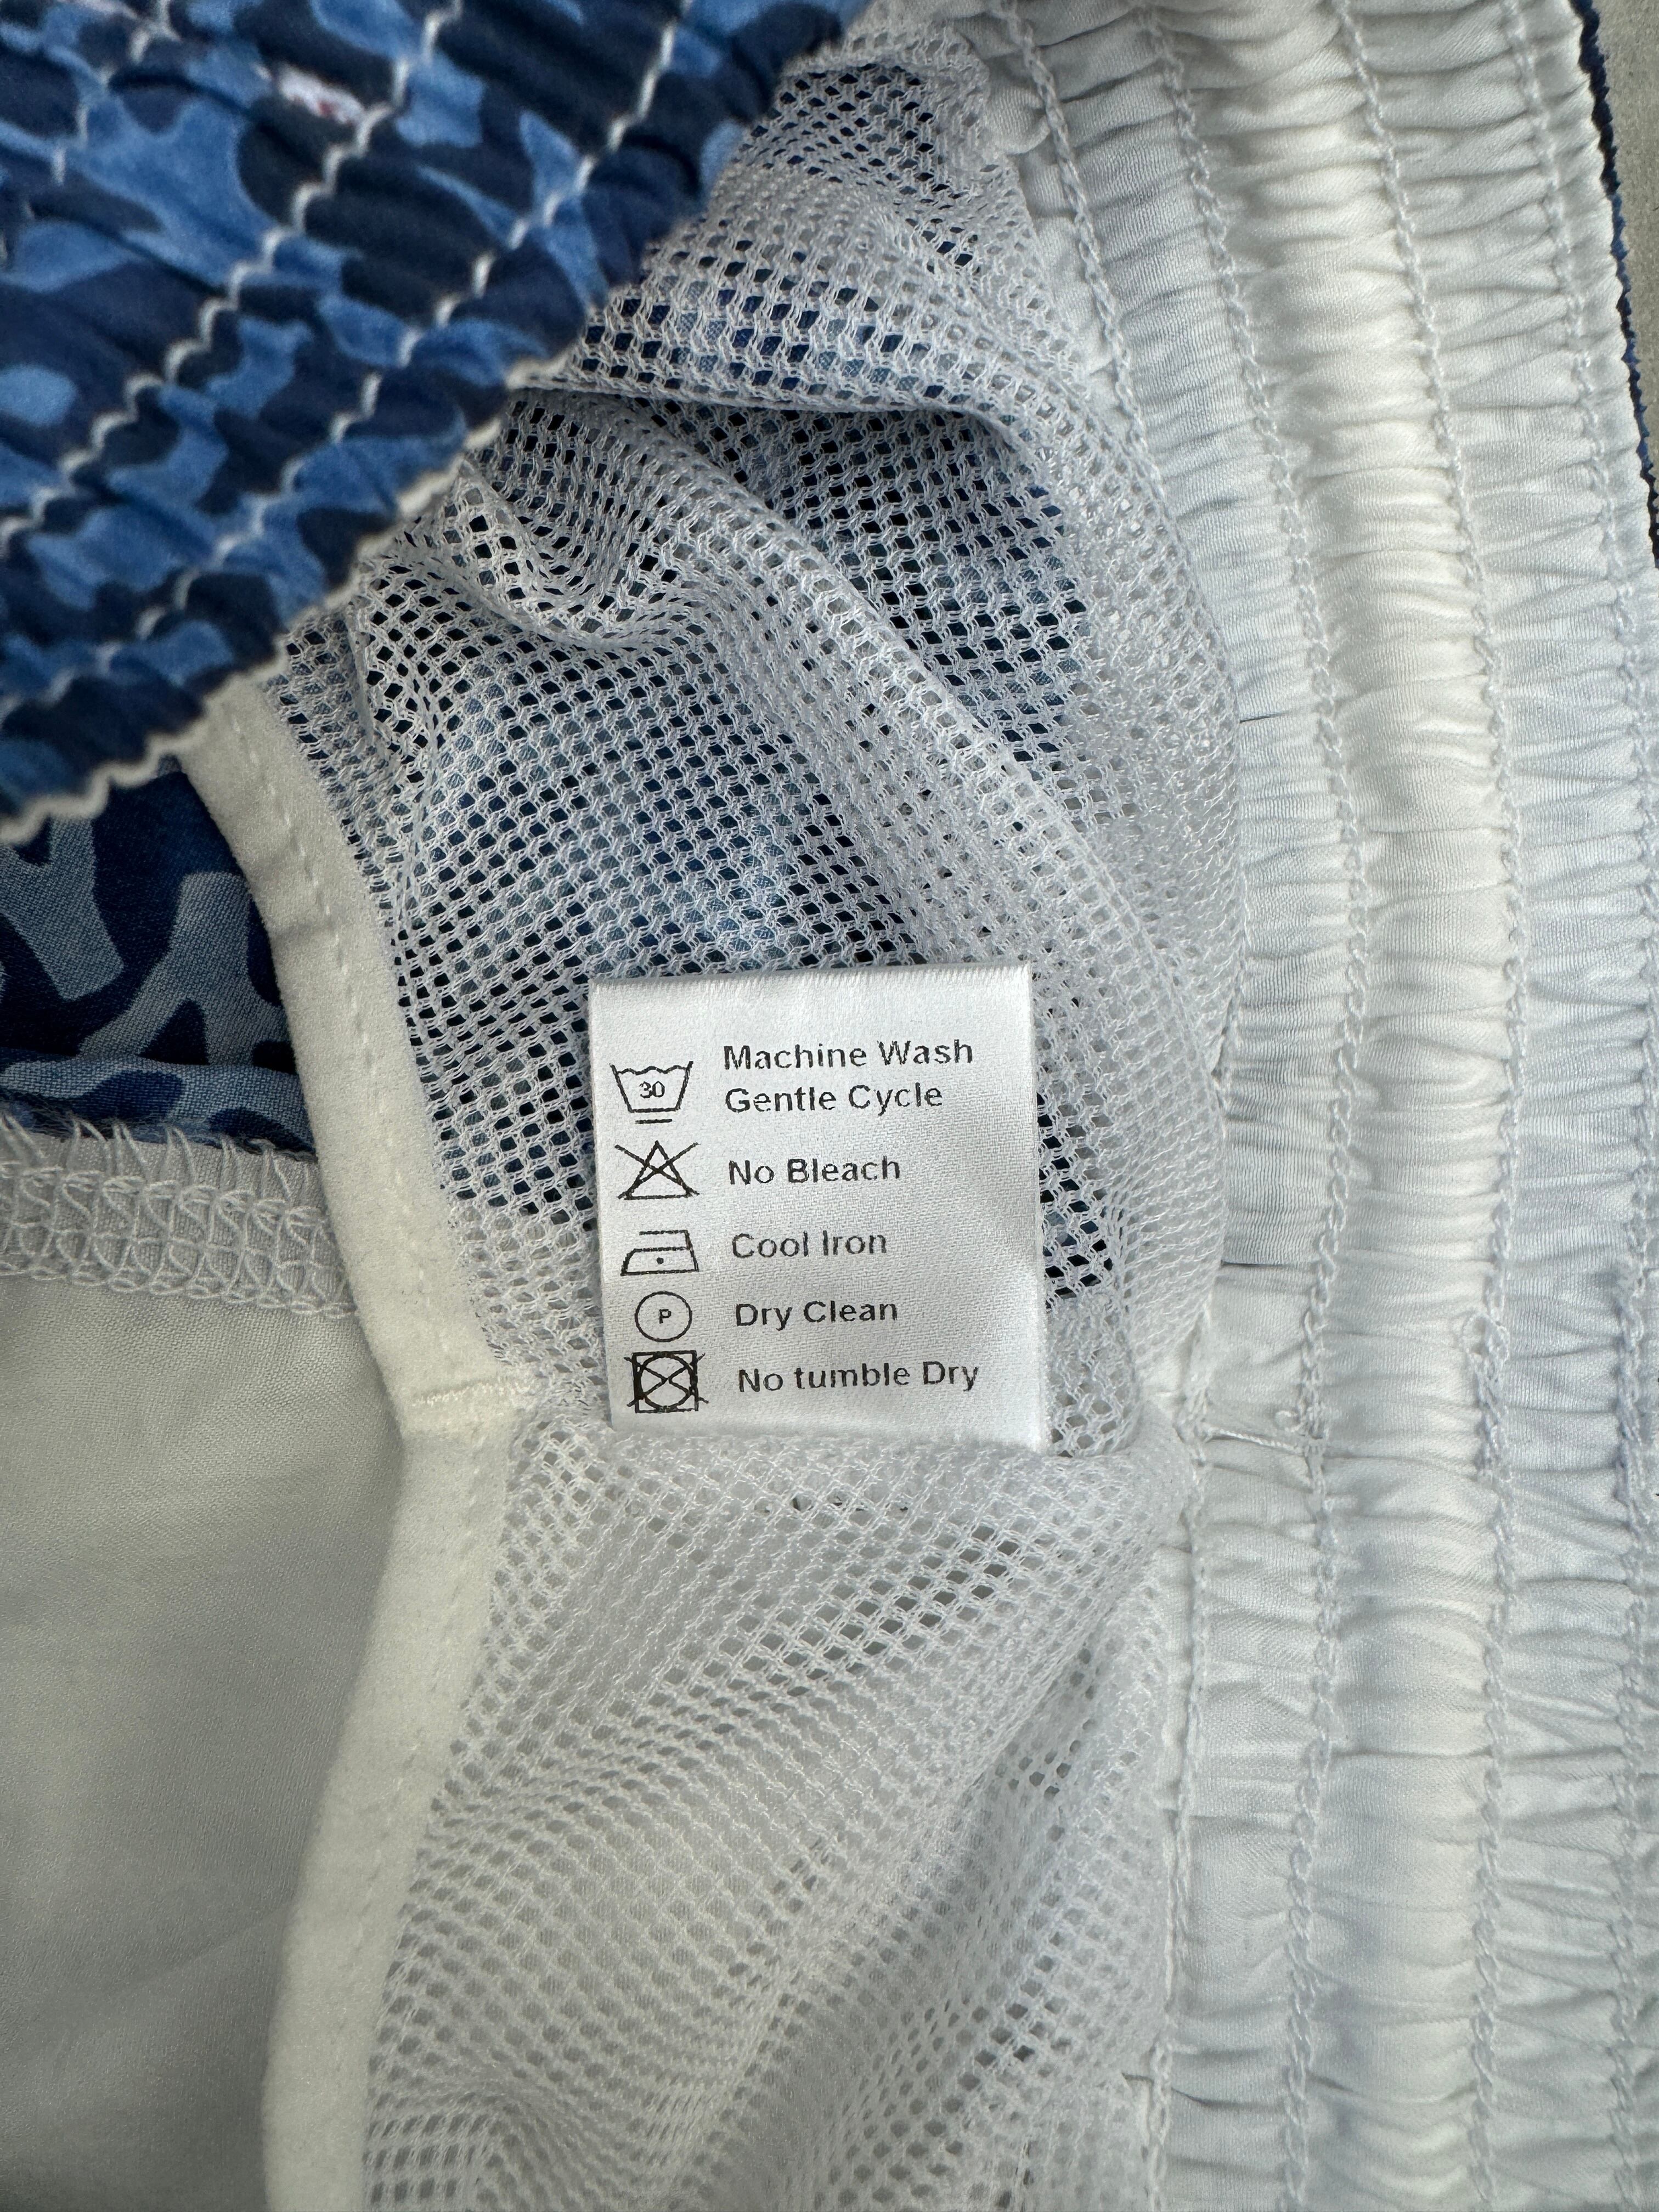 30
Machine Wash
Gentle Cycle
No Bleach
Cool Iron
P
Dry Clean
No tumble Dry